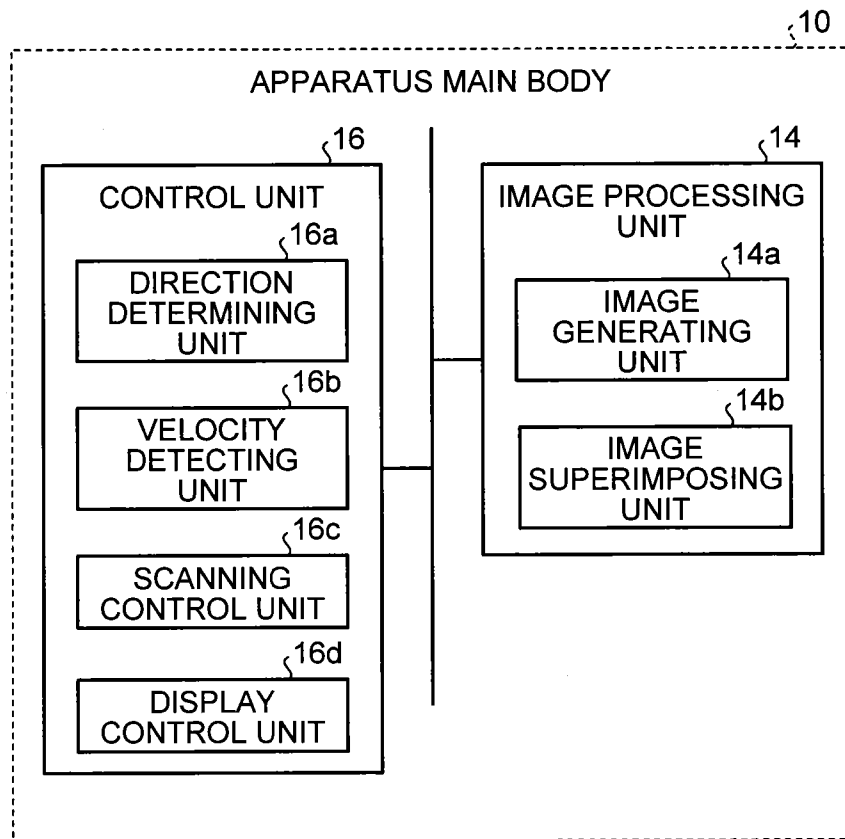 10
APPARATUS MAIN BODY
16
CONTROL UNIT
16a
DIRECTION
DETERMINING
UNIT
16b
VELOCITY
DETECTING
UNIT
16c
SCANNING
CONTROL UNIT
16d
DISPLAY
CONTROL UNIT
14
IMAGE PROCESSING
UNIT
14a
IMAGE
GENERATING
UNIT
14b
IMAGE
SUPERIMPOSING
UNIT